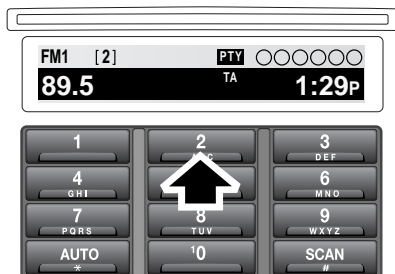 FM1 [2] PTY
89.5 TA 1:29P
1 2 3
DEF
4 6
GHI MNO
7 8 9
PQRS TUV WXYZ
AUTO 10 SCAN
* #